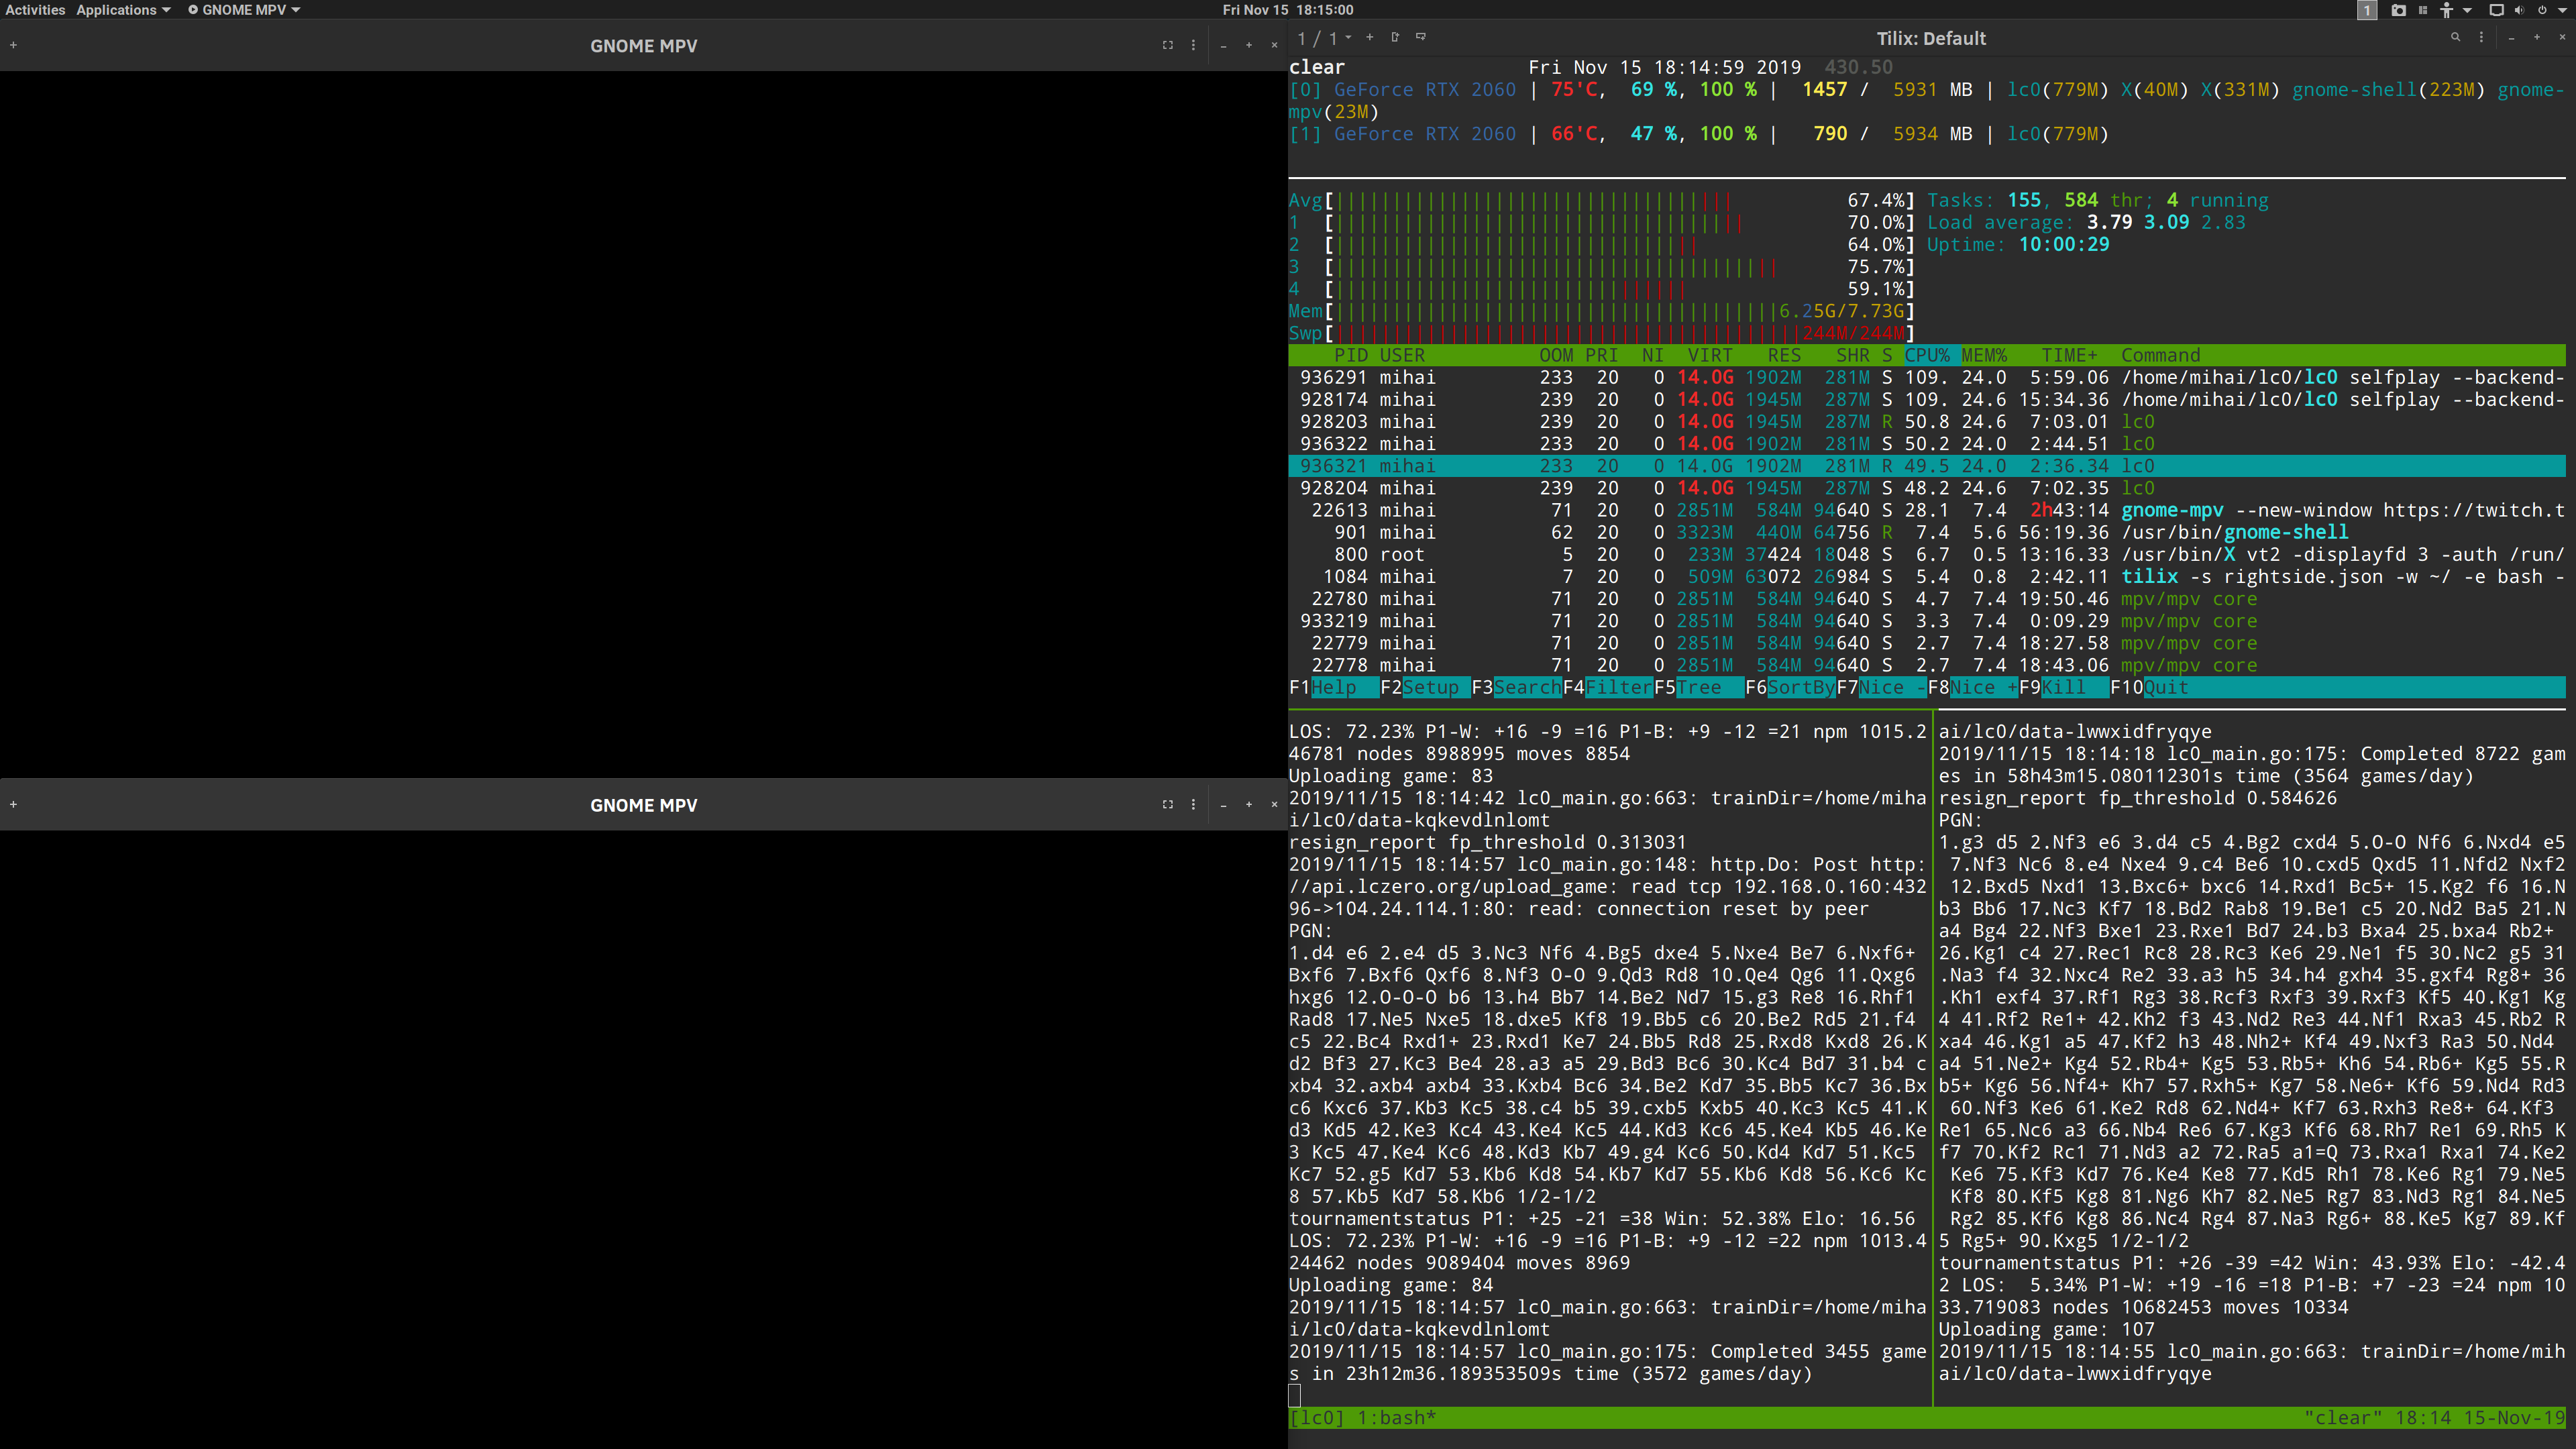 Activities Applications GNOME MPV Fri Nov 15 18:15:00 1
GNOME MPV
GNOME MPV
1 / 1 Tilix: Default
clear Fri Nov 15 18:14:59 2019 430.50
[0] GeForce RTX 2060 | 75'C, 69 %, 100 % | 1457 / 5931 MB | lc0(779M) X(40M) X(331M) gnome-shell(223M) gnome-
mpv(23M)
[1] GeForce RTX 2060 | 66'C, 47 %, 100 % | 790 / 5934 MB | lc0(779M)
Avg[ 67.4%] Tasks: 155, 584 thr; 4 running
1 [ 70.0%] Load average: 3.79 3.09 2.83
2 [ 64.0%] Uptime: 10:00:29
3 [ 75.7%]
4 [ 59.1%]
Mem[ 6.25G/7.73G]
Swp[ 244M/244M]
PID USER OOM PRI NI VIRT RES SHR S CPU% MEM% TIME+ Command
936291 mihai 233 20 0 14.0G 1902M 281M S 109. 24.0 5:59.06 /home/mihai/lc0/lc0 selfplay --backend-
928174 mihai 239 20 0 14.0G 1945M 287M S 109. 24.6 15:34.36 /home/mihai/lc0/lc0 selfplay --backend-
928203 mihai 239 20 0 14.0G 1945M 287M R 50.8 24.6 7:03.01 lc0
936322 mihai 233 20 0 14.0G 1902M 281M S 50.2 24.0 2:44.51 lc0
936321 mihai 233 20 0 14.0G 1902M 281M R 49.5 24.0 2:36.34 lc0
928204 mihai 239 20 0 14.0G 1945M 287M S 48.2 24.6 7:02.35 lc0
22613 mihai 71 20 0 2851M 584M 94640 S 28.1 7.4 2h43:14 gnome-mpv --new-window https://twitch.t
901 mihai 62 20 0 3323M 440M 64756 R 7.4 5.6 56:19.36 /usr/bin/gnome-shell
800 root 5 20 0 233M 37424 18048 S 6.7 0.5 13:16.33 /usr/bin/X vt2 -displayfd 3 -auth /run/
1084 mihai 7 20 0 509M 63072 26984 S 5.4 0.8 2:42.11 tilix -s rightside.json -w ~/ -e bash -
22780 mihai 71 20 0 2851M 584M 94640 S 4.7 7.4 19:50.46 mpv/mpv core
933219 mihai 71 20 0 2851M 584M 94640 S 3.3 7.4 0:09.29 mpv/mpv core
22779 mihai 71 20 0 2851M 584M 94640 S 2.7 7.4 18:27.58 mpv/mpv core
22778 mihai 71 20 0 2851M 584M 94640 S 2.7 7.4 18:43.06 mpv/mpv core
F1Help F2Setup F3SearchF4FilterF5Tree F6SortByF7Nice -F8Nice +F9Kill F10Quit
LOS: 72.23% P1-W: +16 -9 =16 P1-B: +9 -12 =21 npm 1015.2
46781 nodes 8988995 moves 8854
Uploading game: 83
2019/11/15 18:14:42 lc0_main.go:663: trainDir=/home/miha
i/lc0/data-kqkevdlnlomt
resign_report fp_threshold 0.313031
2019/11/15 18:14:57 lc0_main.go:148: http.Do: Post http:
//api.lczero.org/upload_game: read tcp 192.168.0.160:432
96->104.24.114.1:80: read: connection reset by peer
PGN:
1.d4 e6 2.e4 d5 3.Nc3 Nf6 4.Bg5 dxe4 5.Nxe4 Be7 6.Nxf6+
Bxf6 7.Bxf6 Qxf6 8.Nf3 O-O 9.Qd3 Rd8 10.Qe4 Qg6 11.Qxg6
hxg6 12.O-O-O b6 13.h4 Bb7 14.Be2 Nd7 15.g3 Re8 16.Rhf1
Rad8 17.Ne5 Nxe5 18.dxe5 Kf8 19.Bb5 c6 20.Be2 Rd5 21.f4
c5 22.Bc4 Rxd1+ 23.Rxd1 Ke7 24.Bb5 Rd8 25.Rxd8 Kxd8 26.K
d2 Bf3 27.Kc3 Be4 28.a3 a5 29.Bd3 Bc6 30.Kc4 Bd7 31.b4 c
xb4 32.axb4 axb4 33.Kxb4 Bc6 34.Be2 Kd7 35.Bb5 Kc7 36.Bx
c6 Kxc6 37.Kb3 Kc5 38.c4 b5 39.cxb5 Kxb5 40.Kc3 Kc5 41.K
d3 Kd5 42.Ke3 Kc4 43.Ke4 Kc5 44.Kd3 Kc6 45.Ke4 Kb5 46.Ke
3 Kc5 47.Ke4 Kc6 48.Kd3 Kb7 49.g4 Kc6 50.Kd4 Kd7 51.Kc5
Kc7 52.g5 Kd7 53.Kb6 Kd8 54.Kb7 Kd7 55.Kb6 Kd8 56.Kc6 Kc
8 57.Kb5 Kd7 58.Kb6 1/2-1/2
tournamentstatus P1: +25 -21 =38 Win: 52.38% Elo: 16.56
LOS: 72.23% P1-W: +16 -9 =16 P1-B: +9 -12 =22 npm 1013.4
24462 nodes 9089404 moves 8969
Uploading game: 84
2019/11/15 18:14:57 lc0_main.go:663: trainDir=/home/miha
i/lc0/data-kqkevdlnlomt
2019/11/15 18:14:57 lc0_main.go:175: Completed 3455 game
s in 23h12m36.189353509s time (3572 games/day)
ai/lc0/data-lwwxidfryqye
2019/11/15 18:14:18 lc0_main.go:175: Completed 8722 gam
es in 58h43m15.080112301s time (3564 games/day)
resign_report fp_threshold 0.584626
PGN:
1.g3 d5 2.Nf3 e6 3.d4 c5 4.Bg2 cxd4 5.O-O Nf6 6.Nxd4 e5
7.Nf3 Nc6 8.e4 Nxe4 9.c4 Be6 10.cxd5 Qxd5 11.Nfd2 Nxf2
12.Bxd5 Nxd1 13.Bxc6+ bxc6 14.Rxd1 Bc5+ 15.Kg2 f6 16.N
b3 Bb6 17.Nc3 Kf7 18.Bd2 Rab8 19.Be1 c5 20.Nd2 Ba5 21.N
a4 Bg4 22.Nf3 Bxe1 23.Rxe1 Bd7 24.b3 Bxa4 25.bxa4 Rb2+
26.Kg1 c4 27.Rec1 Rc8 28.Rc3 Ke6 29.Ne1 f5 30.Nc2 g5 31
.Na3 f4 32.Nxc4 Re2 33.a3 h5 34.h4 gxh4 35.gxf4 Rg8+ 36
.Kh1 exf4 37.Rf1 Rg3 38.Rcf3 Rxf3 39.Rxf3 Kf5 40.Kg1 Kg
4 41.Rf2 Re1+ 42.Kh2 f3 43.Nd2 Re3 44.Nf1 Rxa3 45.Rb2 R
xa4 46.Kg1 a5 47.Kf2 h3 48.Nh2+ Kf4 49.Nxf3 Ra3 50.Nd4
a4 51.Ne2+ Kg4 52.Rb4+ Kg5 53.Rb5+ Kh6 54.Rb6+ Kg5 55.R
b5+ Kg6 56.Nf4+ Kh7 57.Rxh5+ Kg7 58.Ne6+ Kf6 59.Nd4 Rd3
60.Nf3 Ke6 61.Ke2 Rd8 62.Nd4+ Kf7 63.Rxh3 Re8+ 64.Kf3
Re1 65.Nc6 a3 66.Nb4 Re6 67.Kg3 Kf6 68.Rh7 Re1 69.Rh5 K
f7 70.Kf2 Rc1 71.Nd3 a2 72.Ra5 a1=Q 73.Rxa1 Rxa1 74.Ke2
Ke6 75.Kf3 Kd7 76.Ke4 Ke8 77.Kd5 Rh1 78.Ke6 Rg1 79.Ne5
Kf8 80.Kf5 Kg8 81.Ng6 Kh7 82.Ne5 Rg7 83.Nd3 Rg1 84.Ne5
Rg2 85.Kf6 Kg8 86.Nc4 Rg4 87.Na3 Rg6+ 88.Ke5 Kg7 89.Kf
5 Rg5+ 90.Kxg5 1/2-1/2
tournamentstatus P1: +26 -39 =42 Win: 43.93% Elo: -42.4
2 LOS: 5.34% P1-W: +19 -16 =18 P1-B: +7 -23 =24 npm 10
33.719083 nodes 10682453 moves 10334
Uploading game: 107
2019/11/15 18:14:55 lc0_main.go:663: trainDir=/home/mih
ai/lc0/data-lwwxidfryqye
[lc0] 1:bash* "clear" 18:14 15-Nov-19